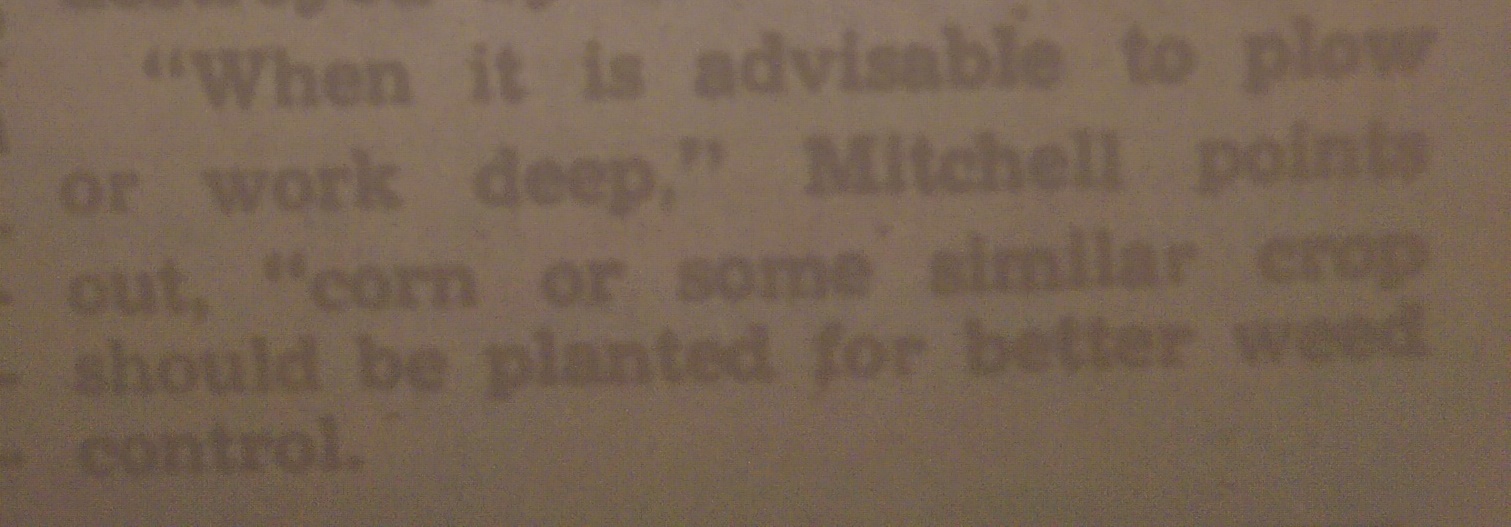 “When it is advisable to plow
or work deep,” Mitchell points
out, “corn or some similar crop
should be planted for better weed
control.